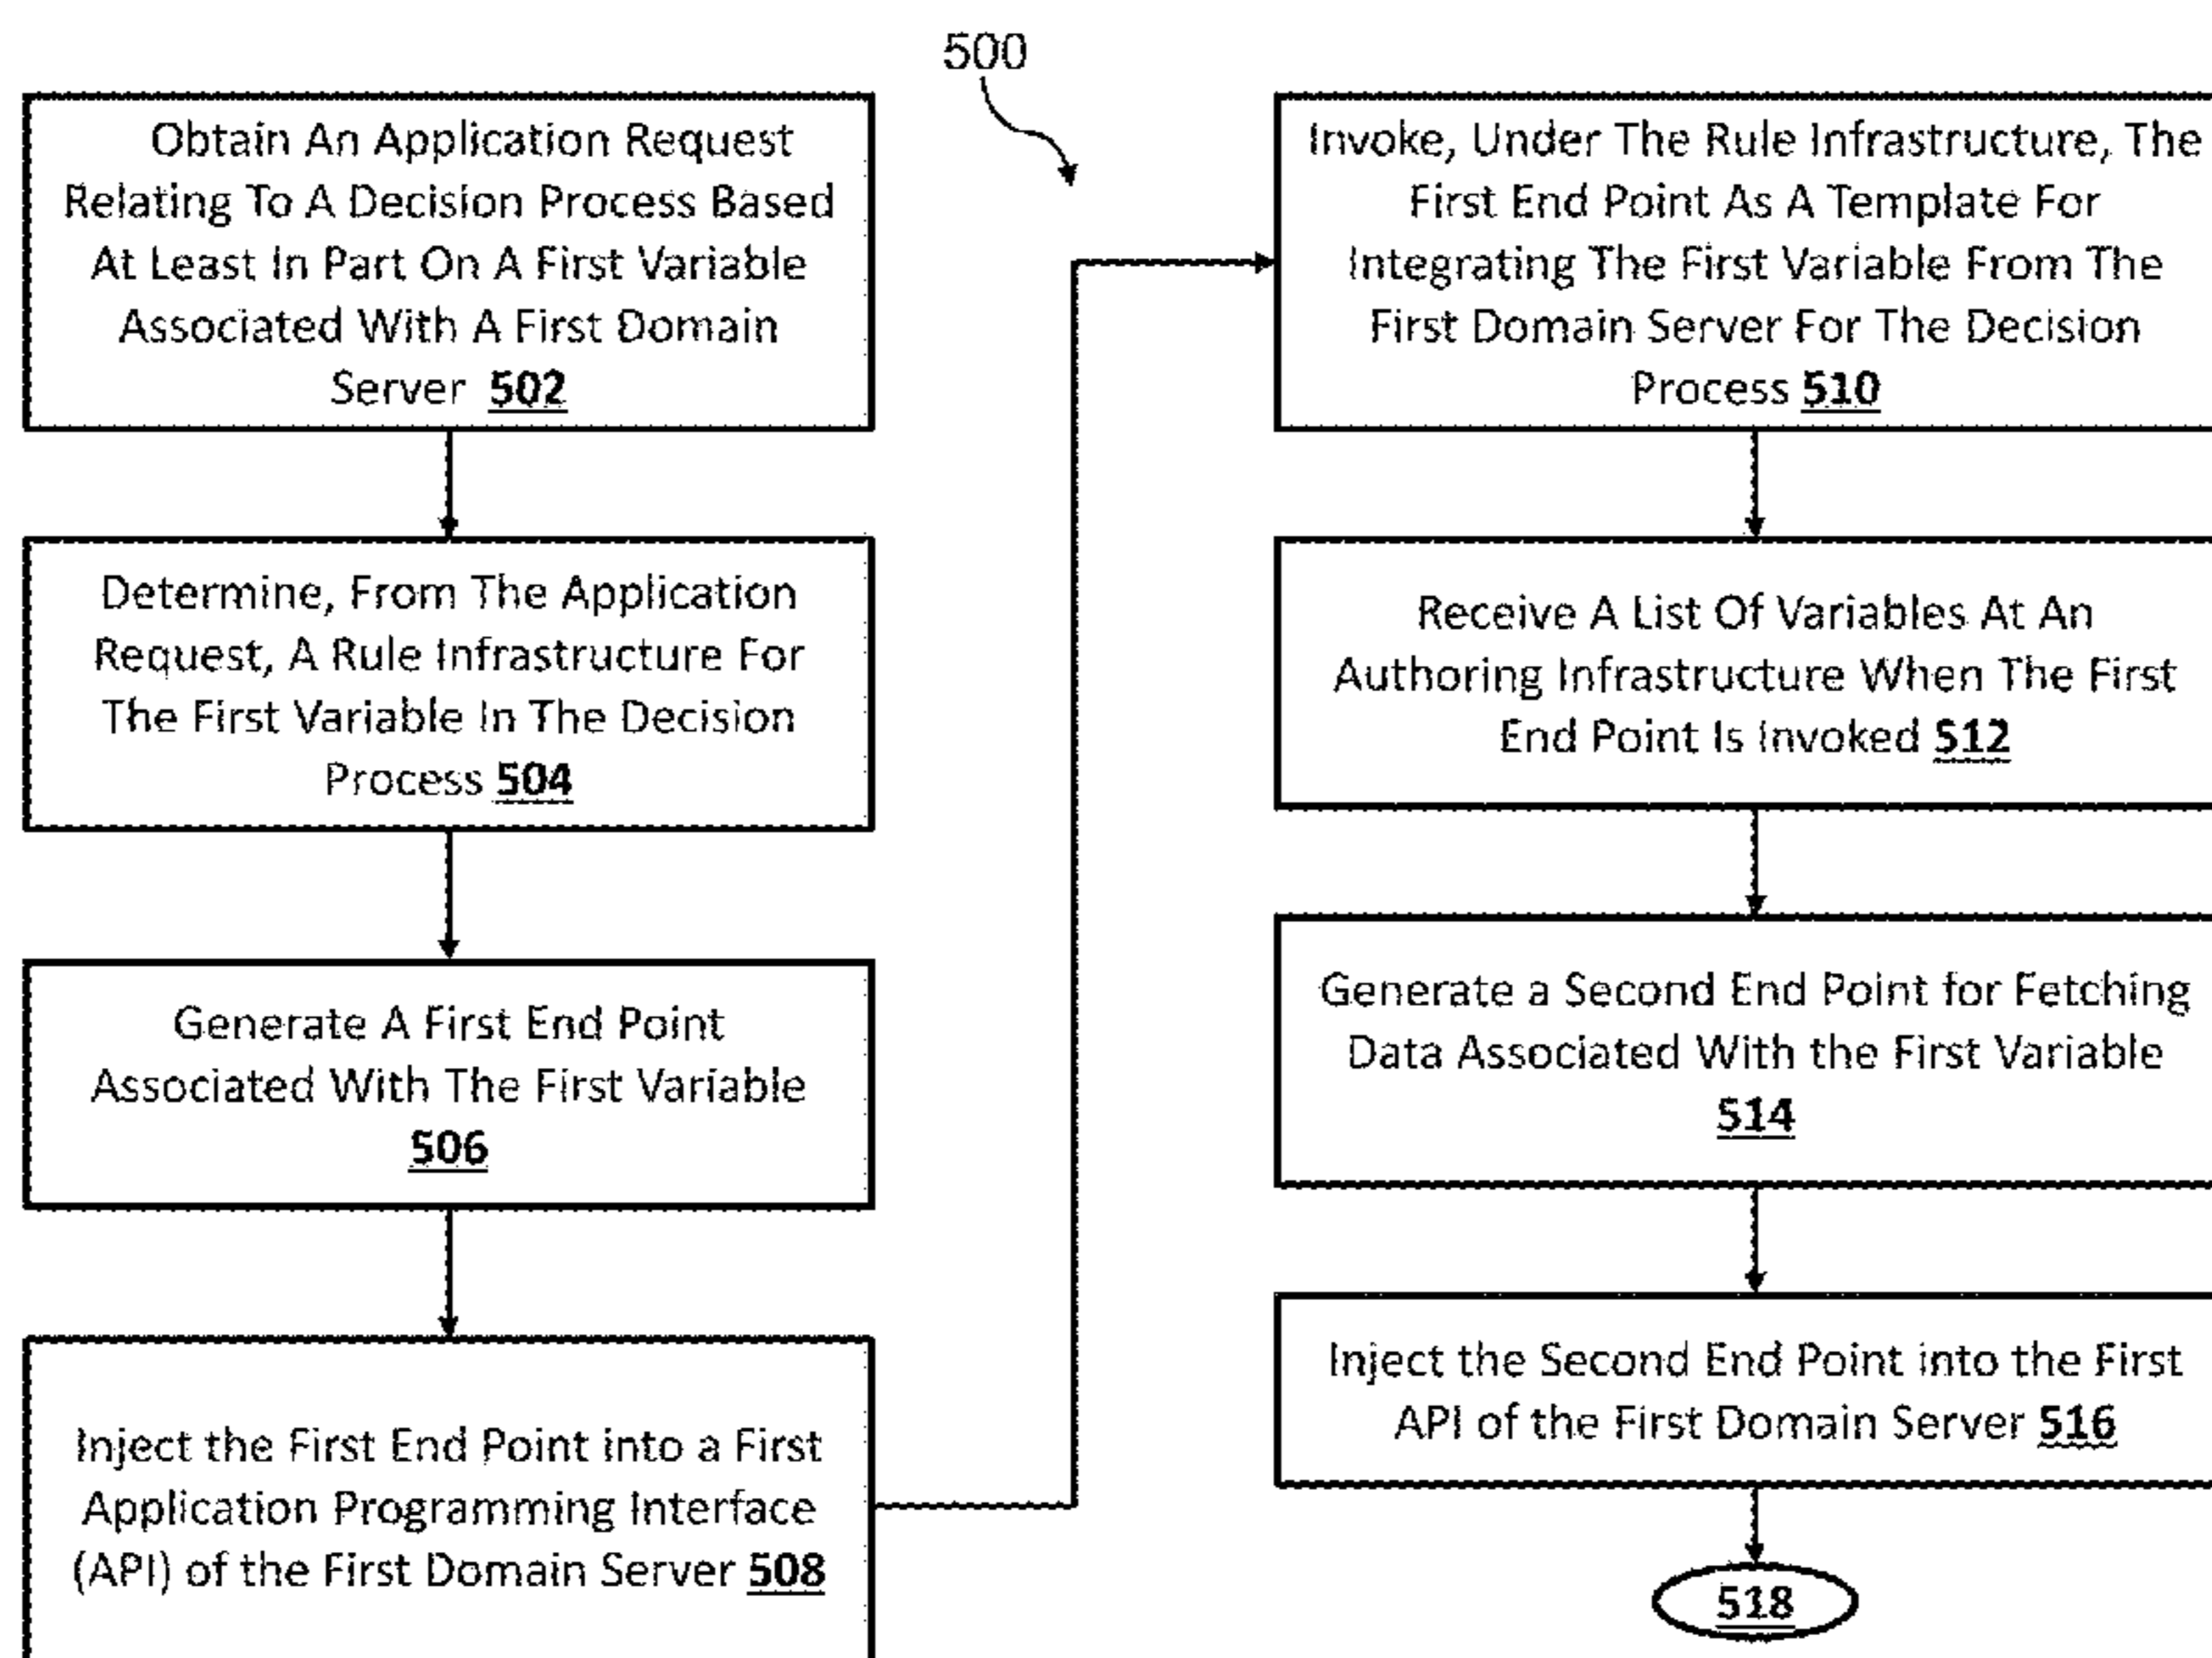 500
Obtain An Application Request
Relating To A Decision Process Based
At Least In Part On A First Variable
Associated With A First Domain
Server 502
Determine, From The Application
Request, A Rule Infrastructure For
The First Variable In The Decision
Process 504
Generate A First End Point
Associated With The First Variable
506
Inject the First End Point into a First
Application Programming Interface
(API) of the First Domain Server 508
Invoke, Under The Rule Infrastructure, The
First End Point As A Template For
Integrating The First Variable From The
First Domain Server For The Decision
Process 510
Receive A List Of Variables At An
Authoring Infrastructure When The First
End Point Is Invoked 512
Generate a Second End Point for Fetching
Data Associated With the First Variable
514
Inject the Second End Point into the First
API of the First Domain Server 516
518